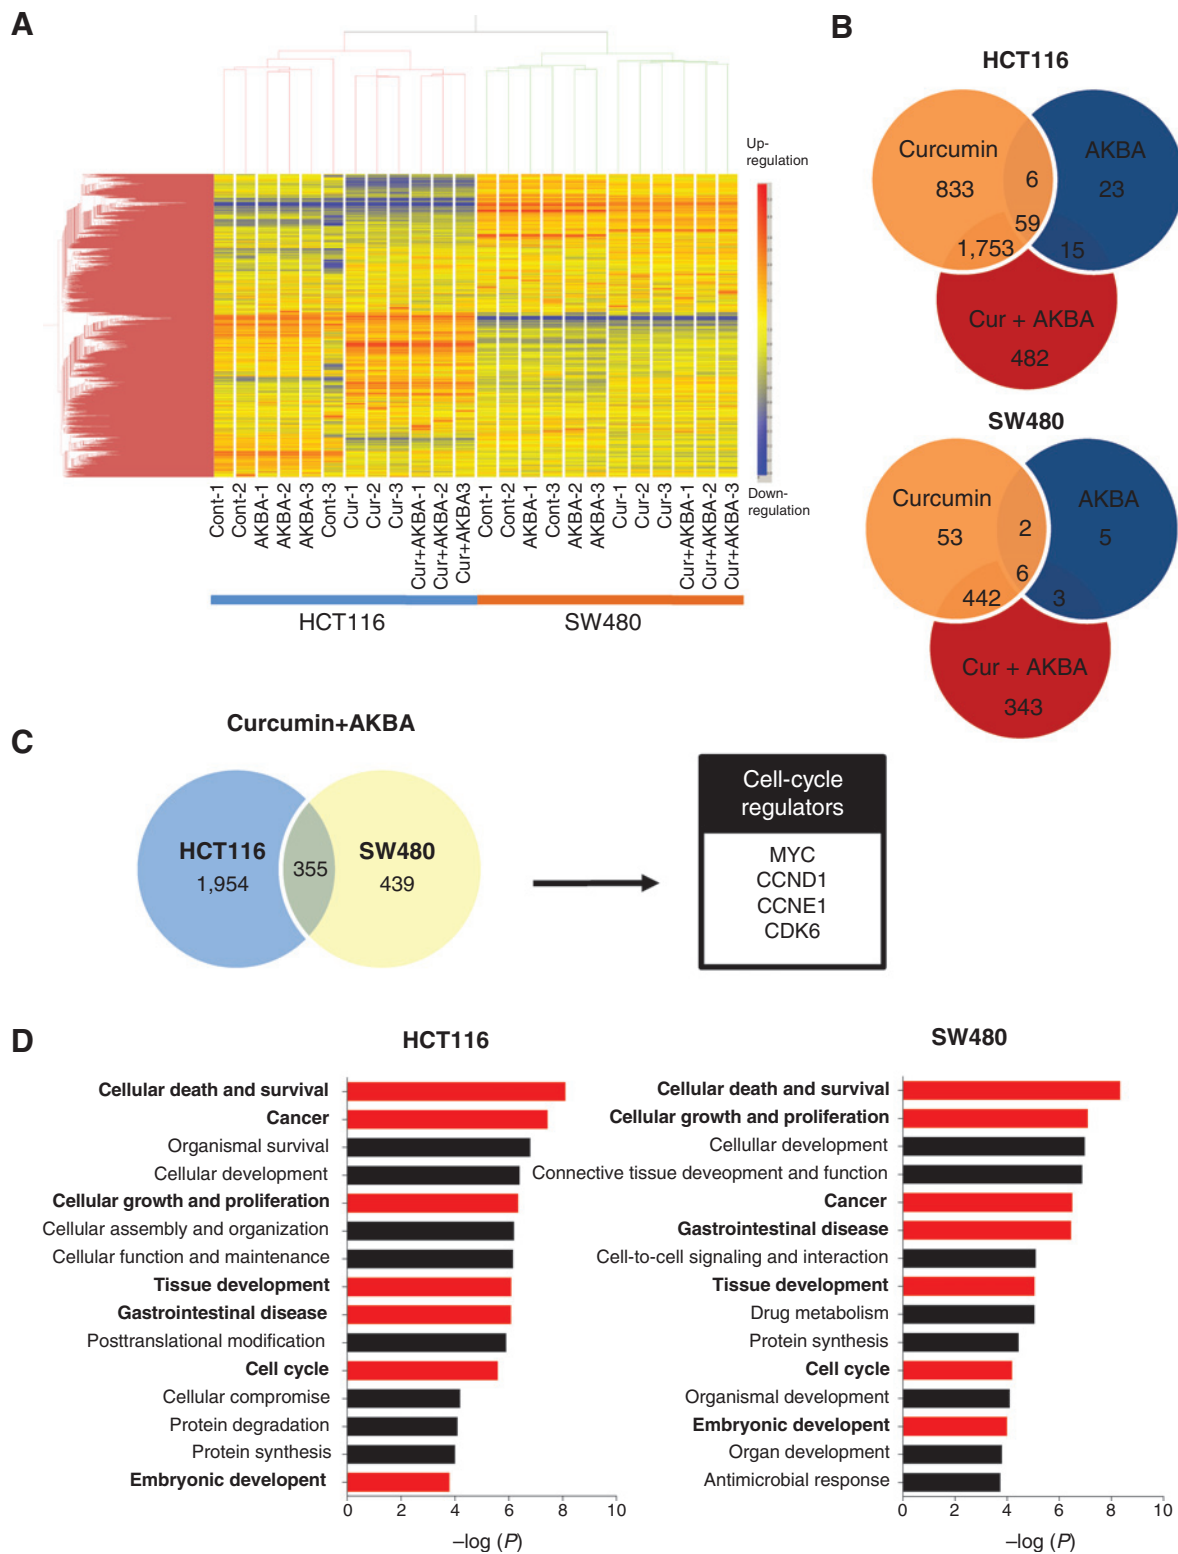 A
Up-
regulation
Down-
regulation
Cont-1
Cont-2
AKBA-1
AKBA-2
AKBA-3
Cont-3
Cur-1
Cur-2
Cur-3
Cur+AKBA-1
Cur+AKBA-2
Cur+AKBA3
Cont-1
Cont-2
AKBA-1
Cont-3
AKBA-2
AKBA-3
Cur-1
Cur-2
Cur-3
Cur+AKBA-1
Cur+AKBA-2
Cur+AKBA-3
HCT116
SW480
B
HCT116
Curcumin
833
6
AKBA
23
59
1,753
15
Cur + AKBA
482
SW480
Curcumin
53
2
AKBA
5
6
442
3
Cur + AKBA
343
C
Curcumin+AKBA
HCT116
1,954
355
SW480
439
Cell-cycle
regulators
MYC
CCND1
CCNE1
CDK6
D
HCT116
Cellular death and survival
Cancer
Organismal survival
Cellular development
Cellular growth and proliferation
Cellular assembly and organization
Cellular function and maintenance
Tissue development
Gastrointestinal disease
Posttranslational modification
Cell cycle
Cellular compromise
Protein degradation
Protein synthesis
Embryonic developent
0 2 4 6 8 10
–log (P)
SW480
Cellular death and survival
Cellular growth and proliferation
Cellullar development
Connective tissue deveopment and function
Cancer
Gastrointestinal disease
Cell-to-cell signaling and interaction
Tissue development
Drug metabolism
Protein synthesis
Cell cycle
Organismal development
Embryonic developent
Organ development
Antimicrobial response
0 2 4 6 8 10
–log (P)